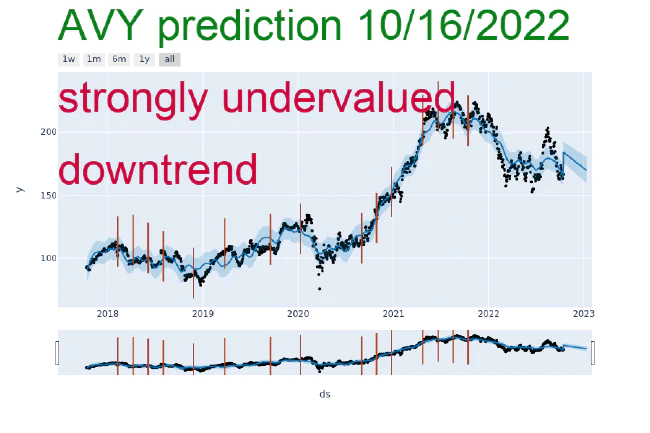 AVY prediction 10/16/2022
1w 1m 6m 1y all
strongly undervalued
200
downtrend
y
150
100
2018 2019 2020 2021 2022 2023
ds